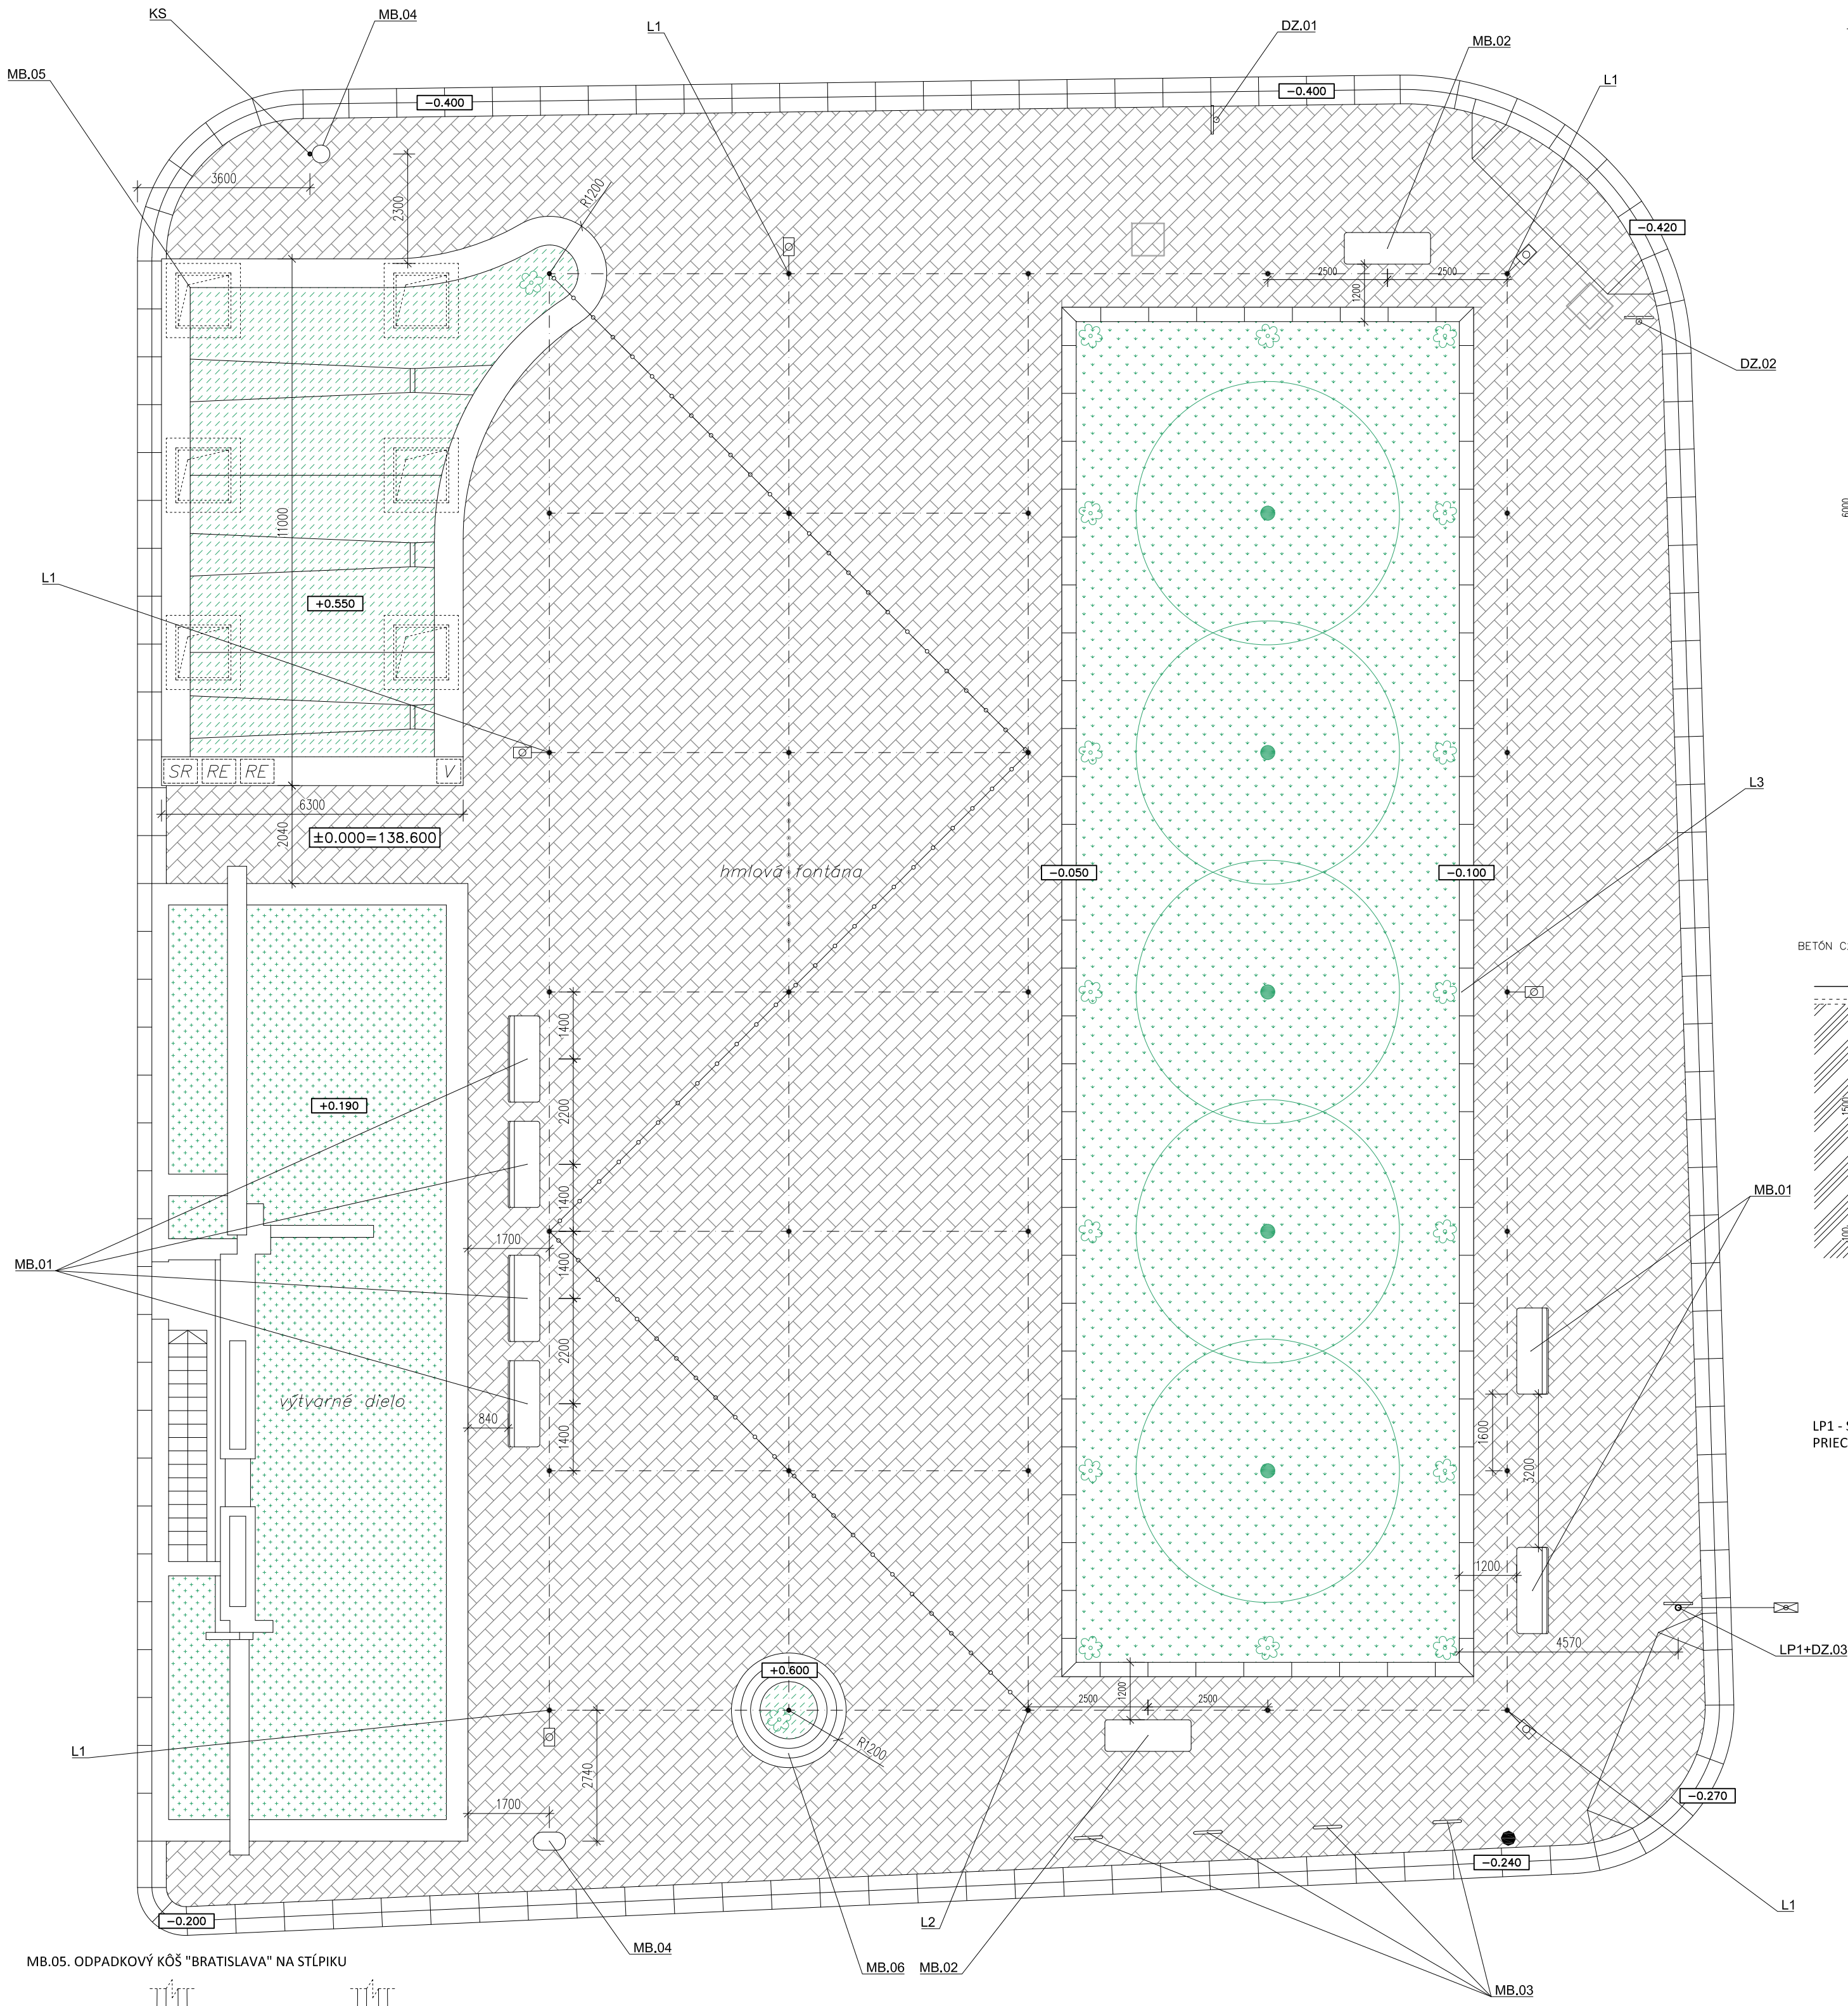 KS
MB.04
L1
DZ.01
MB.02
MB.05
L1
-0.400
-0.400
3600
2300
R1200
-0.420
2500
2500
1200
DZ.02
6000
11000
L1
+0.550
SR RE RE V
6300
L3
2040
±0.000=138.600
hmlová fontána
-0.050
-0.100
BETÓN C
1400
+0.190
2200
1500
1400
MB.01
1700
MB.01
1400
2200
výtvarné dielo
840
1400
1600
3200
LP1 -
PRIEC
1200
4570
LP1+DZ.03
+0.600
1200
2500
2500
L1
R1200
2740
1700
-0.270
-0.240
-0.200
L2
L1
MB.04
MB.05. ODPADKOVÝ KÔŠ "BRATISLAVA" NA STĹPIKU
MB.06
MB.02
MB.03